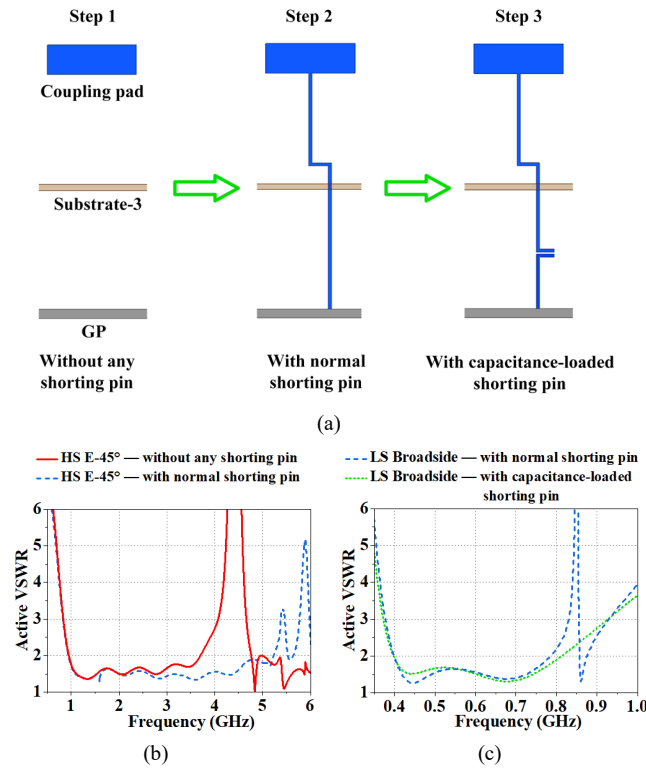 Step 1
Step 2
Step 3
Coupling pad
Substrate-3
GP
Without any
shorting pin
With normal
shorting pin
With capacitance-loaded
shorting pin
(a)
HS E-45° — without any shorting pin
HS E-45° — with normal shorting pin
Active VSWR
6
5
4
3
2
1
1 2 3 4 5 6
Frequency (GHz)
(b)
LS Broadside — with normal shorting pin
LS Broadside — with capacitance-loaded
shorting pin
Active VSWR
6
5
4
3
2
1
0.4 0.5 0.6 0.7 0.8 0.9 1.0
Frequency (GHz)
(c)